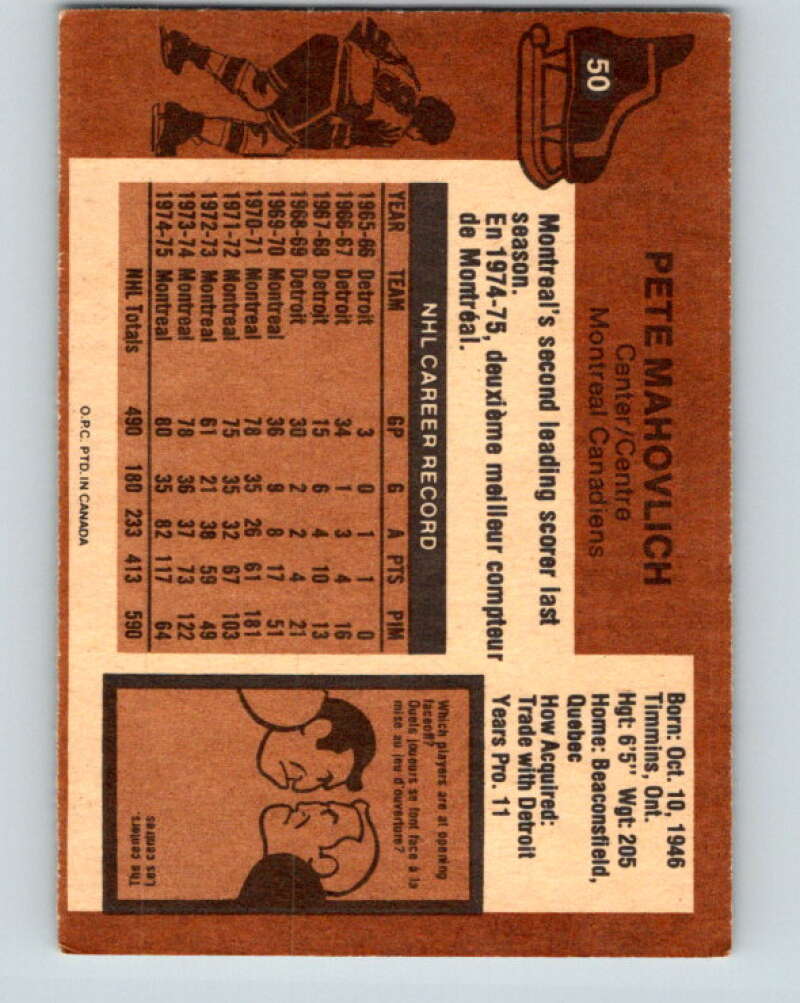 50
PETE MAHOVLICH
Center/Centre
Montreal Canadiens
Born: Oct. 10, 1946
Timmins, Ont.
Hgt: 6'5" Wgt: 205
Home: Beaconsfield,
Quebec
How Acquired:
Trade with Detroit
Years Pro. 11
Montreal's second leading scorer last
season.
En 1974-75, deuxième meilleur compteur
de Montréal.
NHL CAREER RECORD
YEAR TEAM GP G A PTS PIM
1965-66 Detroit 3 0 1 1 0
1966-67 Detroit 34 1 3 4 16
1967-68 Detroit 15 6 4 10 13
1968-69 Detroit 30 2 2 4 21
1969-70 Montreal 36 9 8 17 51
1970-71 Montreal 78 35 26 61 181
1971-72 Montreal 75 35 32 67 103
1972-73 Montreal 61 21 38 59 49
1973-74 Montreal 78 36 37 73 122
1974-75 Montreal 80 35 82 117 64
NHL Totals 490 180 233 413 590
Which players are at opening
faceoff?
Quels joueurs se font face à la
mise au jeu d'ouverture?
Les centres
The centers.
O.P.C. PTD. IN CANADA